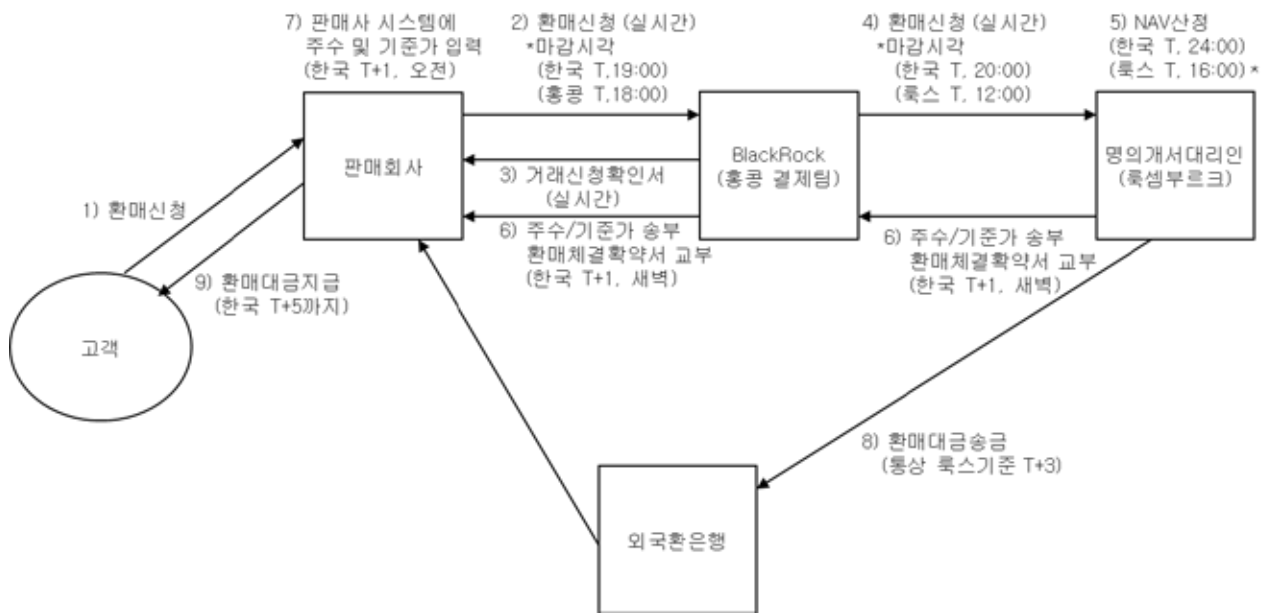 7) 판매사 시스템에
주수 및 기준가 입력
(한국 T+1, 오전)
2) 환매신청 (실시간)
*마감시각
(한국 T,19:00)
(홍콩 T,18:00)
4) 환매신청 (실시간)
*마감시각
(한국 T, 20:00)
(룩스 T, 12:00)
5) NAV산정
(한국 T, 24:00)
(룩스 T, 16:00)*
판매회사
BlackRock
(홍콩 결제팀)
명의개서대리인
(룩셈부르크)
3) 거래신청확인서
(실시간)
1) 환매신청
6) 주수/기준가 송부
환매체결확약서 교부
(한국 T+1, 새벽)
6) 주수/기준가 송부
환매체결확약서 교부
(한국 T+1, 새벽)
9) 환매대금지급
(한국 T+5까지)
고객
8) 환매대금송금
(통상 룩스기준 T+3)
외국환은행